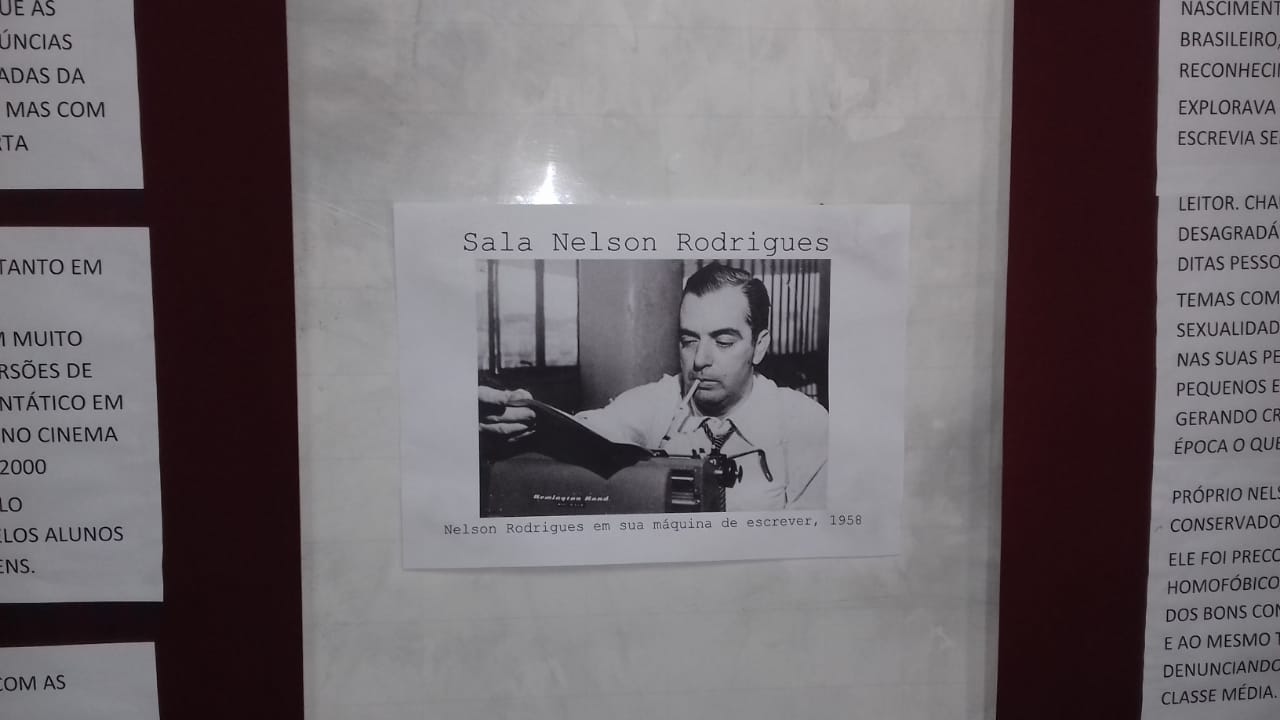 UE AS
ÚNCIAS
ADAS DA
MAS COM
RTA
TANTO EM
M MUITO
RSÕES DE
NTÁTICO EM
NO CINEMA
2000
LO
ELOS ALUNOS
ENS.
COM AS
Sala Nelson Rodrigues
Remington Rand
Nelson Rodrigues em sua máquina de escrever, 1958
NASCIMENT
BRASILEIRO,
RECONHECI
EXPLORAVA
ESCREVIA SE
LEITOR. CHA
DESAGRADÁ
DITAS PESSO
TEMAS COM
SEXUALIDAD
NAS SUAS PE
PEQUENOS E
GERANDO CR
ÉPOCA O QUE
PRÓPRIO NELS
CONSERVADO
ELE FOI PRECO
HOMOFÓBICO
DOS BONS CON
E AO MESMO T
DENUNCIANDO
CLASSE MÉDIA.